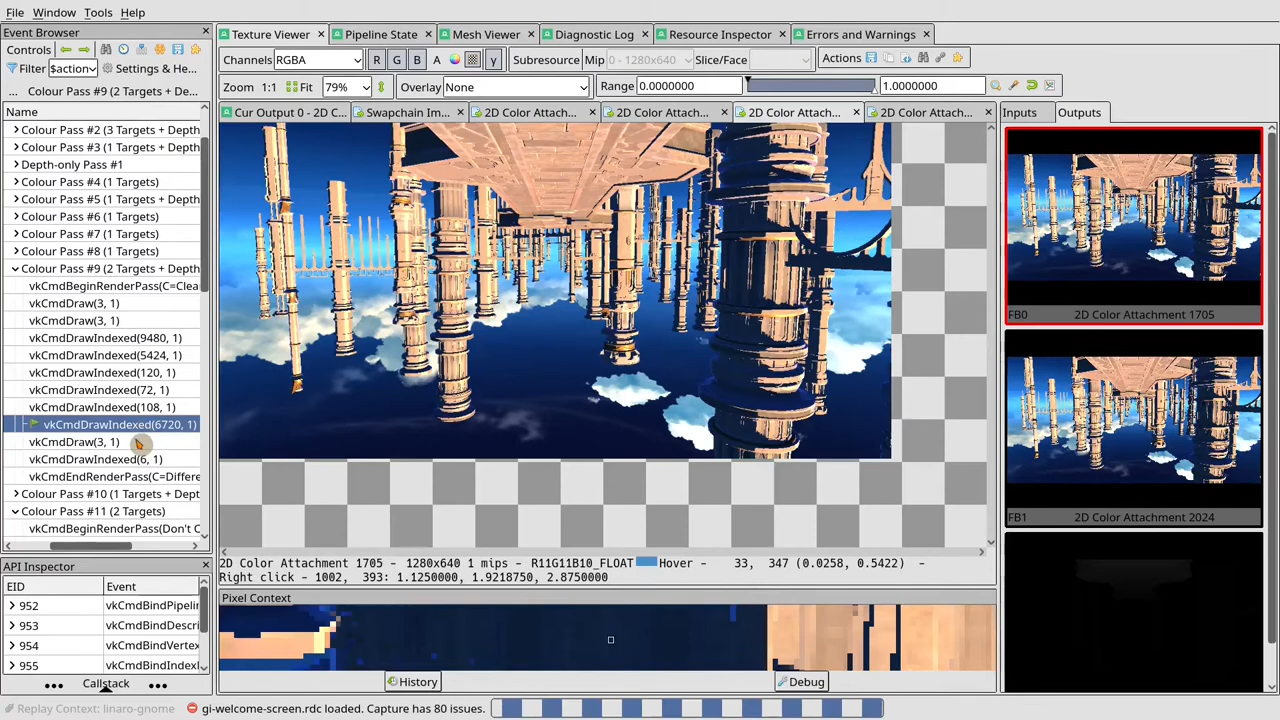 File Window Tools Help
Event Browser
Controls
Filter $action Settings & He...
... Colour Pass #9 (2 Targets + De...
Name
Colour Pass #2 (3 Targets + Depth
Colour Pass #3 (1 Targets + Depth
Depth-only Pass #1
Colour Pass #4 (1 Targets)
Colour Pass #5 (1 Targets + Depth
Colour Pass #6 (1 Targets)
Colour Pass #7 (1 Targets)
Colour Pass #8 (1 Targets)
Colour Pass #9 (2 Targets + Depth
vkCmdBeginRenderPass(C=Clea
vkCmdDraw(3, 1)
vkCmdDraw(3, 1)
vkCmdDrawIndexed(9480, 1)
vkCmdDrawIndexed(5424, 1)
vkCmdDrawIndexed(120, 1)
vkCmdDrawIndexed(72, 1)
vkCmdDrawIndexed(108, 1)
vkCmdDrawIndexed(6720, 1)
vkCmdDraw(3, 1)
vkCmdDrawIndexed(6, 1)
vkCmdEndRenderPass(C=Differe
Colour Pass #10 (1 Targets + Dept
Colour Pass #11 (2 Targets)
vkCmdBeginRenderPass(Don't C
API Inspector
EID Event
952 vkCmdBindPipelin
953 vkCmdBindDescri
954 vkCmdBindVertex
955 vkCmdBindIndex
Callstack
Texture Viewer Pipeline State Mesh Viewer Diagnostic Log Resource Inspector Errors and Warnings
Channels RGBA R G B A γ Subresource Mip 0 - 1280x640 Slice/Face Actions
Zoom 1:1 Fit 79% Overlay None Range 0.0000000 1.0000000
Cur Output 0 - 2D C... Swapchain Im... 2D Color Attach... 2D Color Attach... 2D Color Attach... 2D Color Attach...
2D Color Attachment 1705 - 1280x640 1 mips - R11G11B10_FLOAT Hover - 33, 347 (0.0258, 0.5422) -
Right click - 1002, 393: 1.1250000, 1.9218750, 2.8750000
Pixel Context
History Debug
Inputs Outputs
FB0 2D Color Attachment 1705
FB1 2D Color Attachment 2024
Replay Context: linaro-gnome gi-welcome-screen.rdc loaded. Capture has 80 issues.